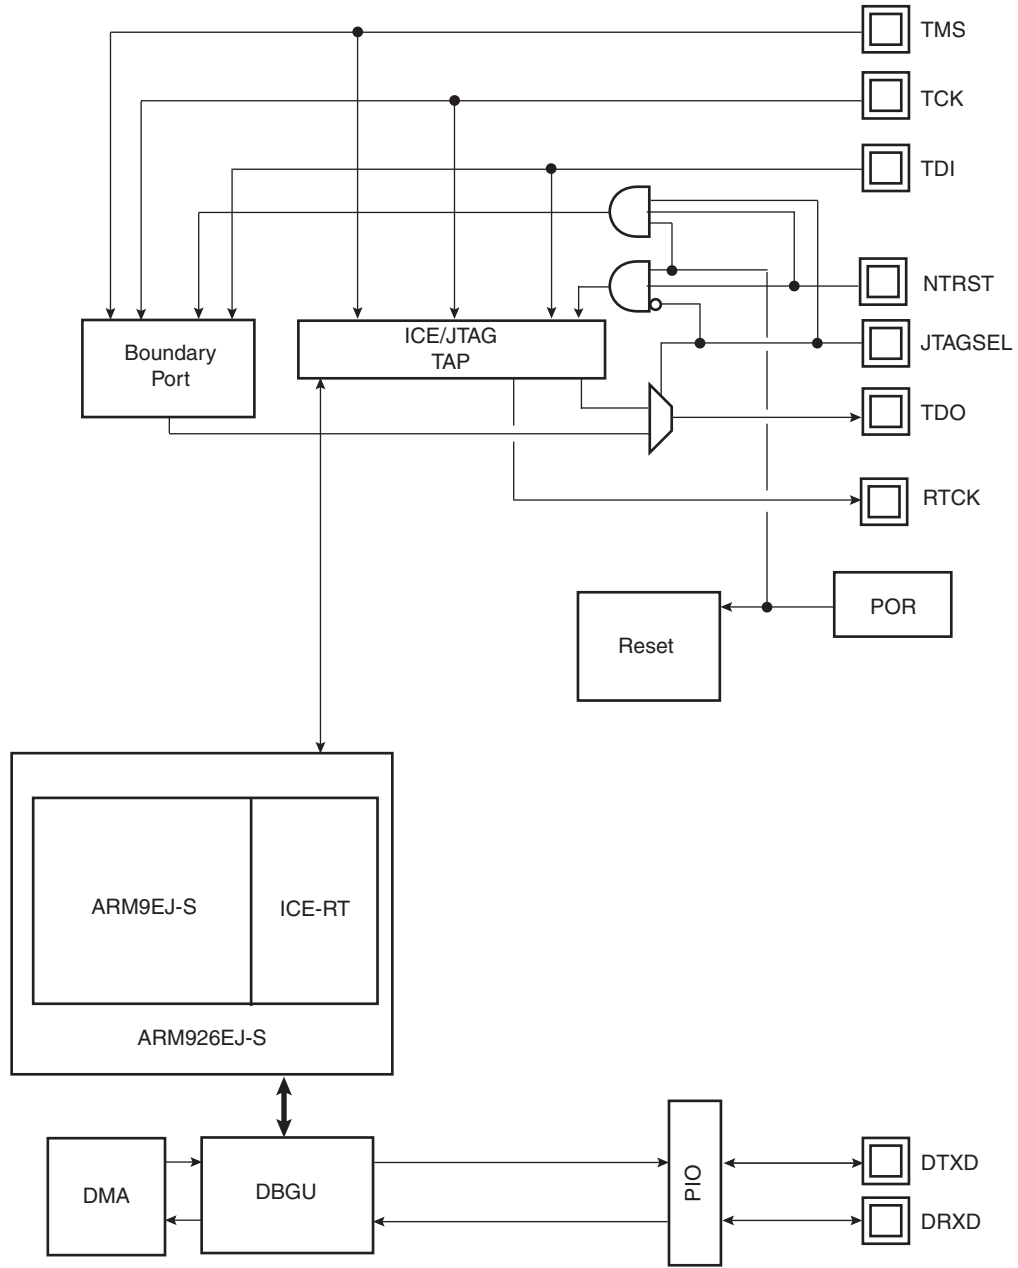 TMS
TCK
TDI
NTRST
JTAGSEL
TDO
RTCK
Boundary
Port
ICE/JTAG
TAP
POR
Reset
ARM9EJ-S
ICE-RT
ARM926EJ-S
DMA
DBGU
PIO
DTXD
DRXD